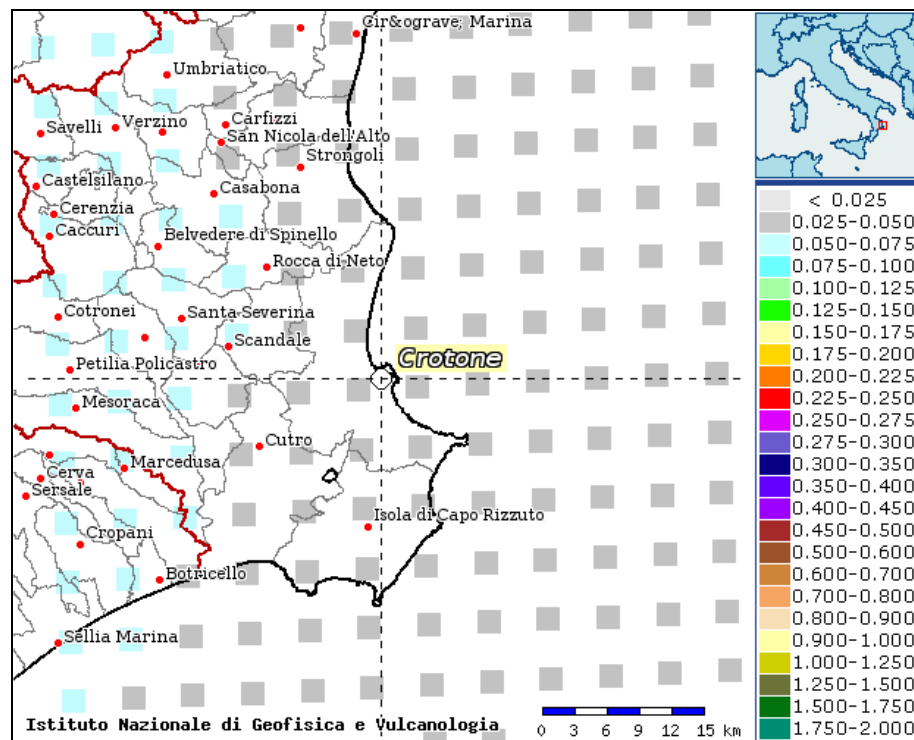 Cir&ograve; Marina
Umbriatico
Savelli
Verzino
Carfizzi
San Nicola dell'Alto
Strongoli
Castelsilano
Casabona
Cerenzia
Caccuri
Belvedere di Spinello
Rocca di Neto
Cotronei
Santa Severina
Scandale
Petilia Policastro
Crotone
Mesoraca
Cutro
Cerva
Marcedusa
Sersale
Isola di Capo Rizzuto
Cropani
Botricello
Sellia Marina
Istituto Nazionale di Geofisica e Vulcanologia
0 3 6 9 12 15 km
< 0.025
0.025-0.050
0.050-0.075
0.075-0.100
0.100-0.125
0.125-0.150
0.150-0.175
0.175-0.200
0.200-0.225
0.225-0.250
0.250-0.275
0.275-0.300
0.300-0.350
0.350-0.400
0.400-0.450
0.450-0.500
0.500-0.600
0.600-0.700
0.700-0.800
0.800-0.900
0.900-1.000
1.000-1.250
1.250-1.500
1.500-1.750
1.750-2.000